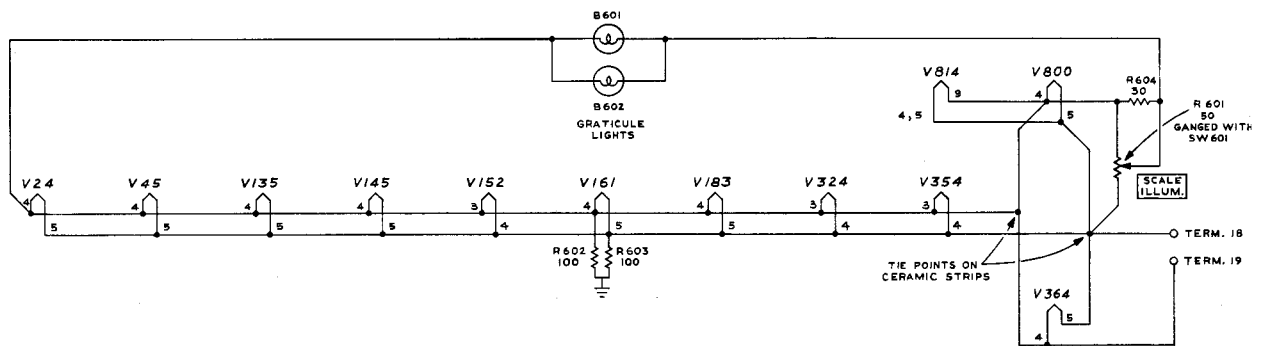 B601
B602
GRATICULE
LIGHTS
V814
V800
R604
50
9
4
4, 5
5
R601
50
GANGED WITH
SW601
SCALE
ILLUM.
V24
V45
V135
V145
V152
V161
V183
V324
V354
4
4
4
4
3
4
4
3
3
5
5
5
5
4
5
5
4
4
R602
100
R603
100
TERM. 18
TIE POINTS ON
CERAMIC STRIPS
TERM. 19
V364
5
4